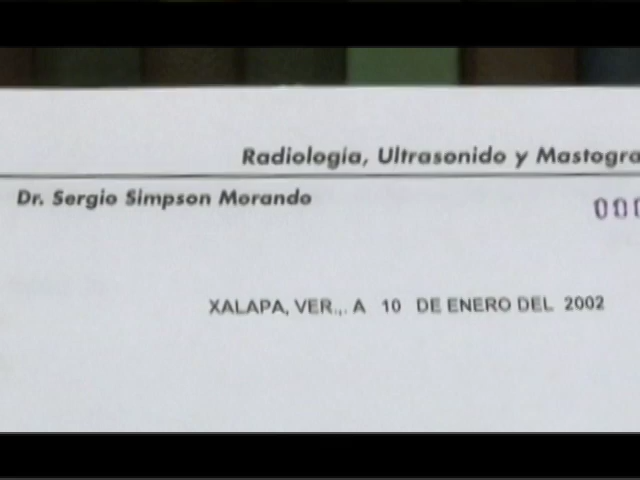 Radiologia, Ultrasonido y Mastogra
Dr. Sergio Simpson Morando
000
XALAPA, VER.,. A 10 DE ENERO DEL 2002